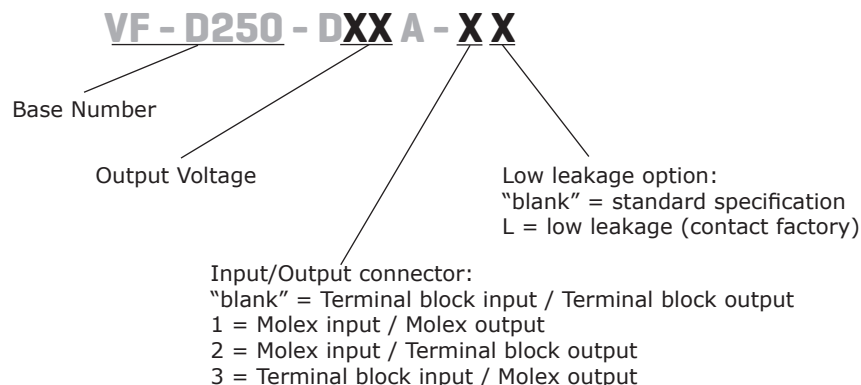 VF - D250 - DXX A - X X
Base Number
Output Voltage
Low leakage option:
“blank” = standard specification
L = low leakage (contact factory)
Input/Output connector:
“blank” = Terminal block input / Terminal block output
1 = Molex input / Molex output
2 = Molex input / Terminal block output
3 = Terminal block input / Molex output